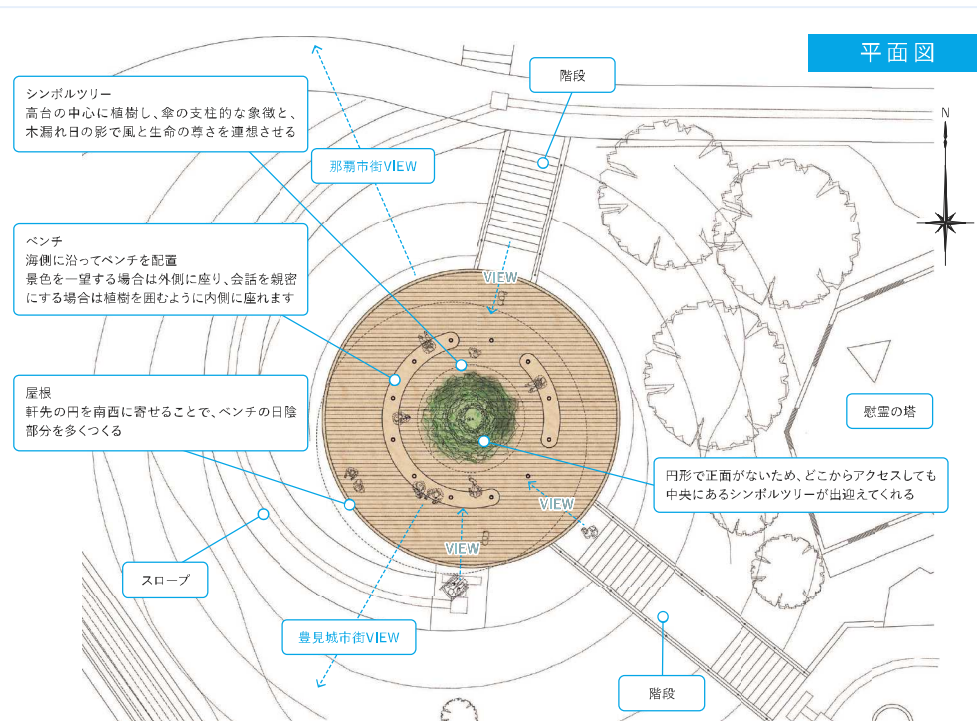 平面図
シンボルツリー
高台の中心に植樹し、傘の支柱的な象徴と、
木漏れ日の影で風と生命の尊さを連想させる
階段
N
那覇市街VIEW
ベンチ
海側に沿ってベンチを配置
景色を一望する場合は外側に座り、会話を親密
にする場合は植樹を囲むように内側に座れます
VIEW
屋根
軒先の円を南西に寄せることで、ベンチの日陰
部分を多くつくる
慰霊の塔
円形で正面がないため、どこからアクセスしても
中央にあるシンボルツリーが出迎えてくれる
VIEW
VIEW
スロープ
豊見城市街VIEW
階段